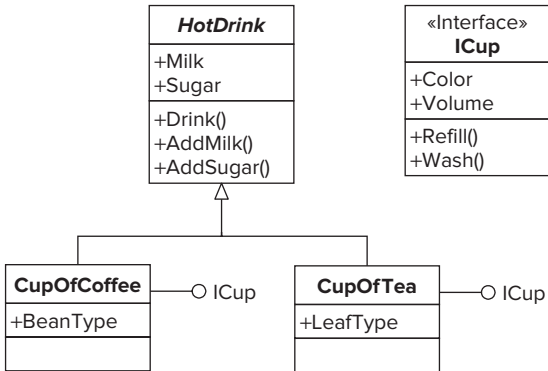 HotDrink
+Milk
+Sugar
+Drink()
+AddMilk()
+AddSugar()
«Interface»
ICup
+Color
+Volume
+Refill()
+Wash()
CupOfCoffee
+BeanType
ICup
CupOfTea
+LeafType
ICup